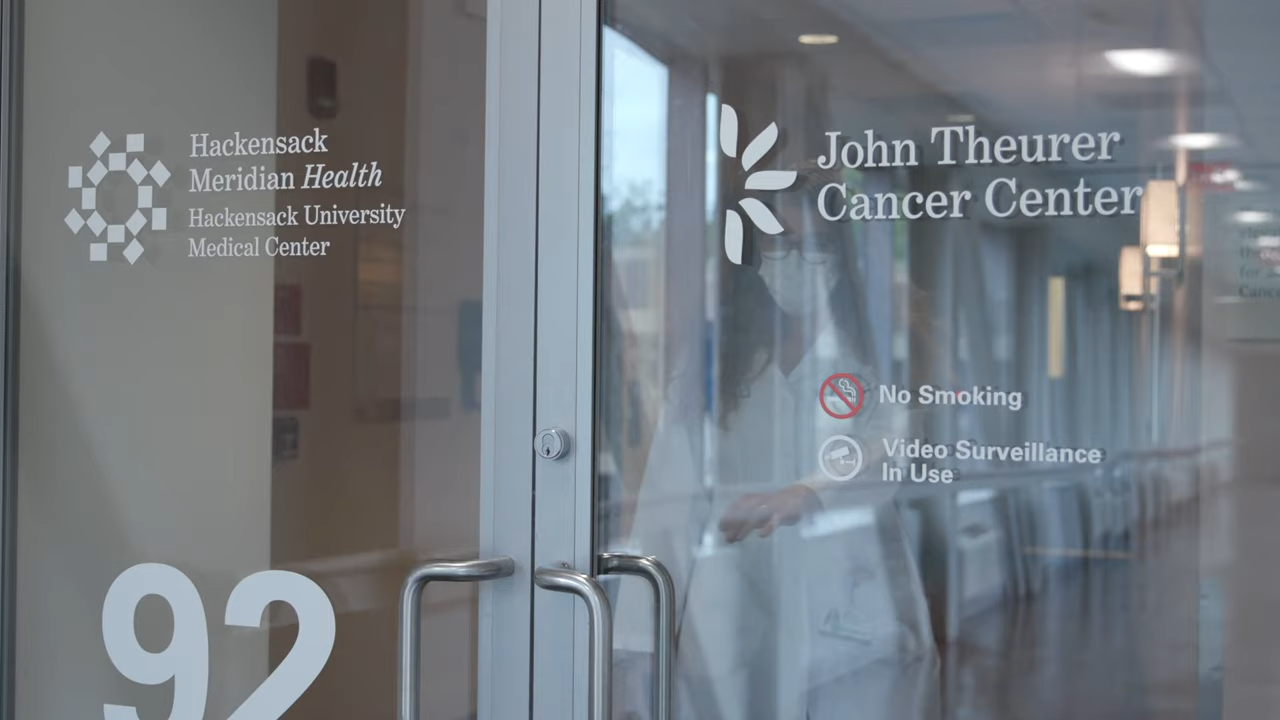 Hackensack
Meridian Health
Hackensack University
Medical Center
92
John Theurer
Cancer Center
No Smoking
Video Surveillance
In Use